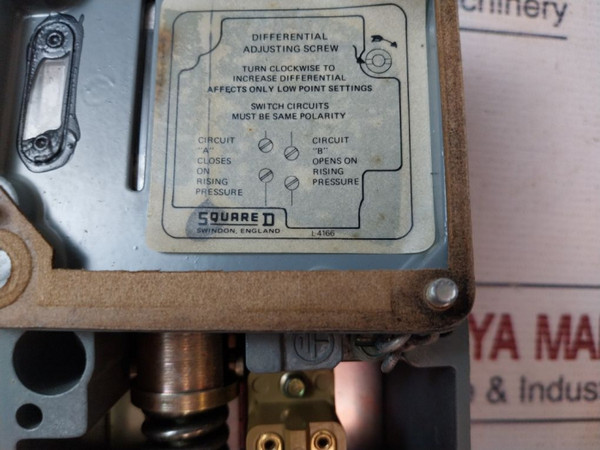 DIFFERENTIAL
ADJUSTING SCREW
TURN CLOCKWISE TO
INCREASE DIFFERENTIAL
AFFECTS ONLY LOW POINT SETTINGS
SWITCH CIRCUITS
MUST BE SAME POLARITY
CIRCUIT
"A"
CLOSES
ON
RISING
PRESSURE
CIRCUIT
"B"
OPENS ON
RISING
PRESSURE
SQUARE D
SWINDON, ENGLAND
L-4166
chinery
YA MA
& Indus